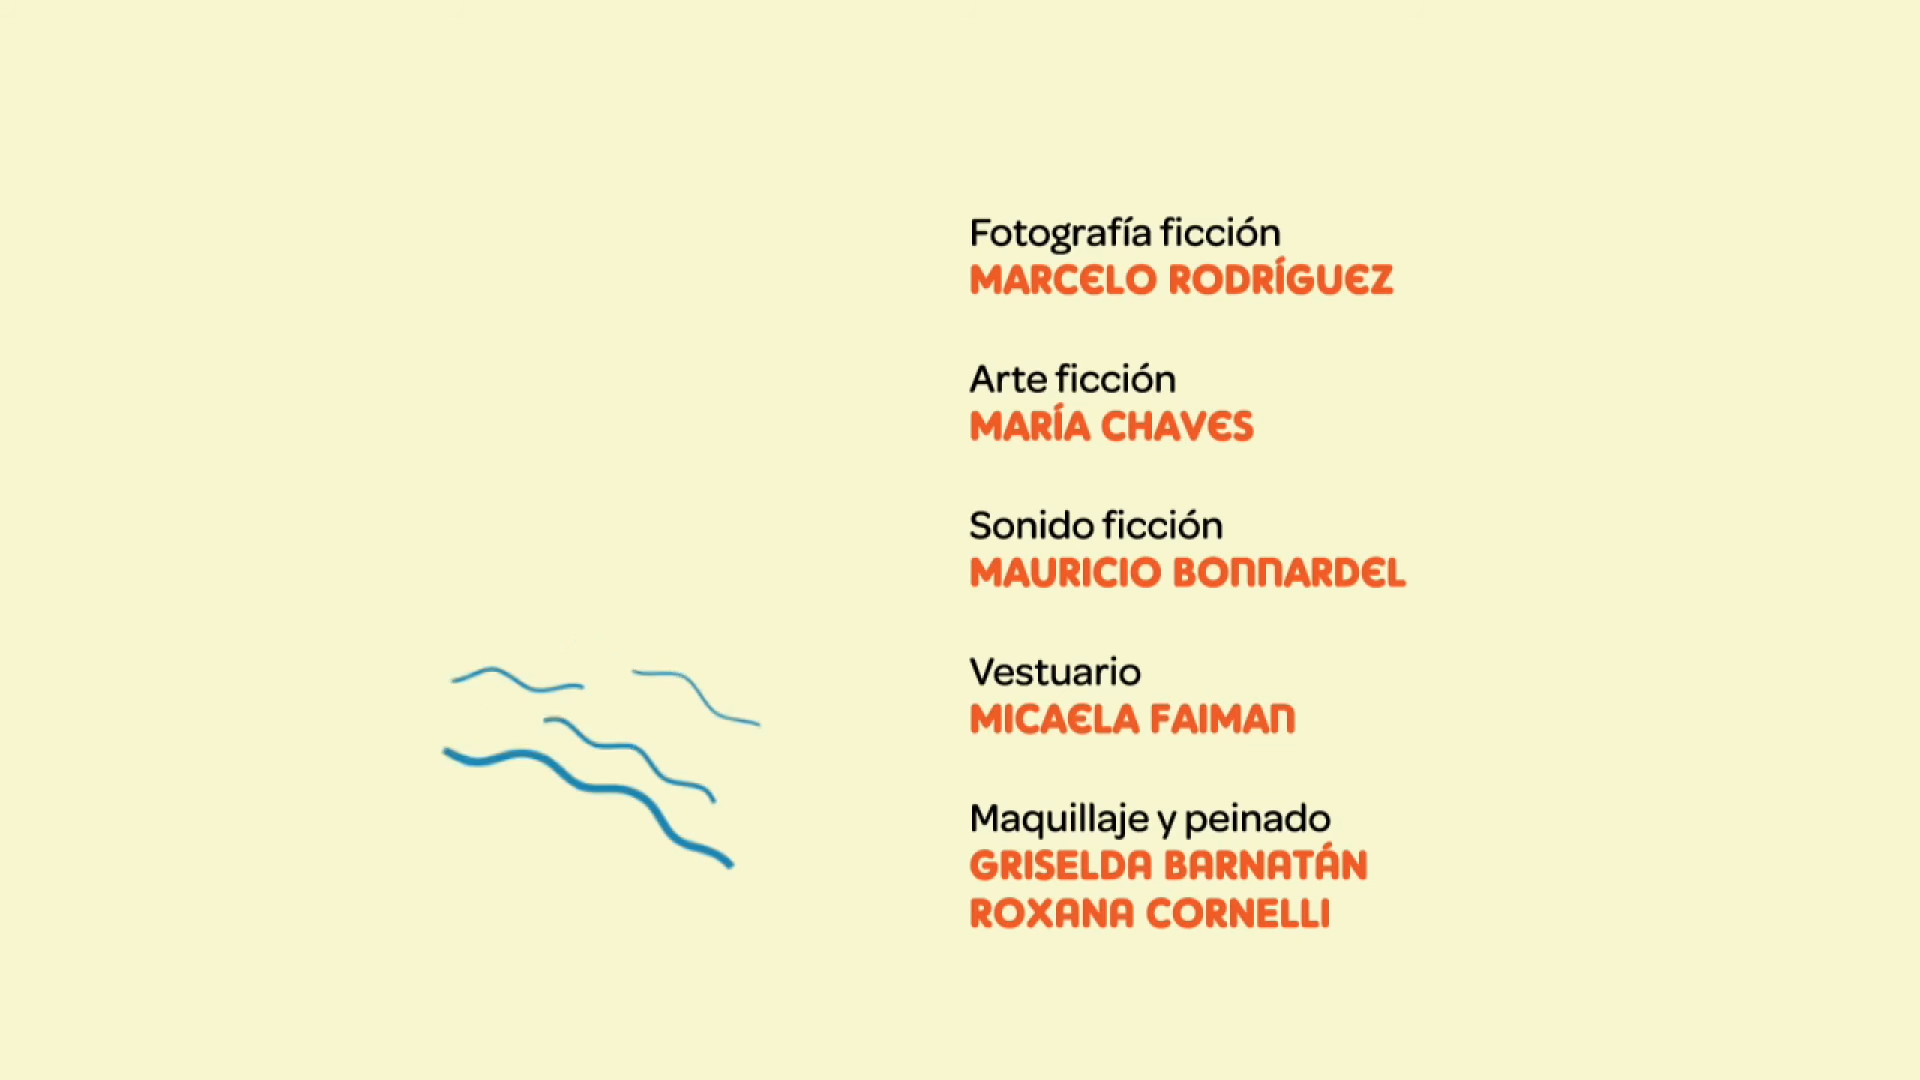 Fotografía ficción
MARCELO RODRÍGUEZ
Arte ficción
MARÍA CHAVES
Sonido ficción
MAURICIO BONNARDEL
Vestuario
MICAELA FAIMAN
Maquillaje y peinado
GRISELDA BARNATÁN
ROXANA CORNELLI